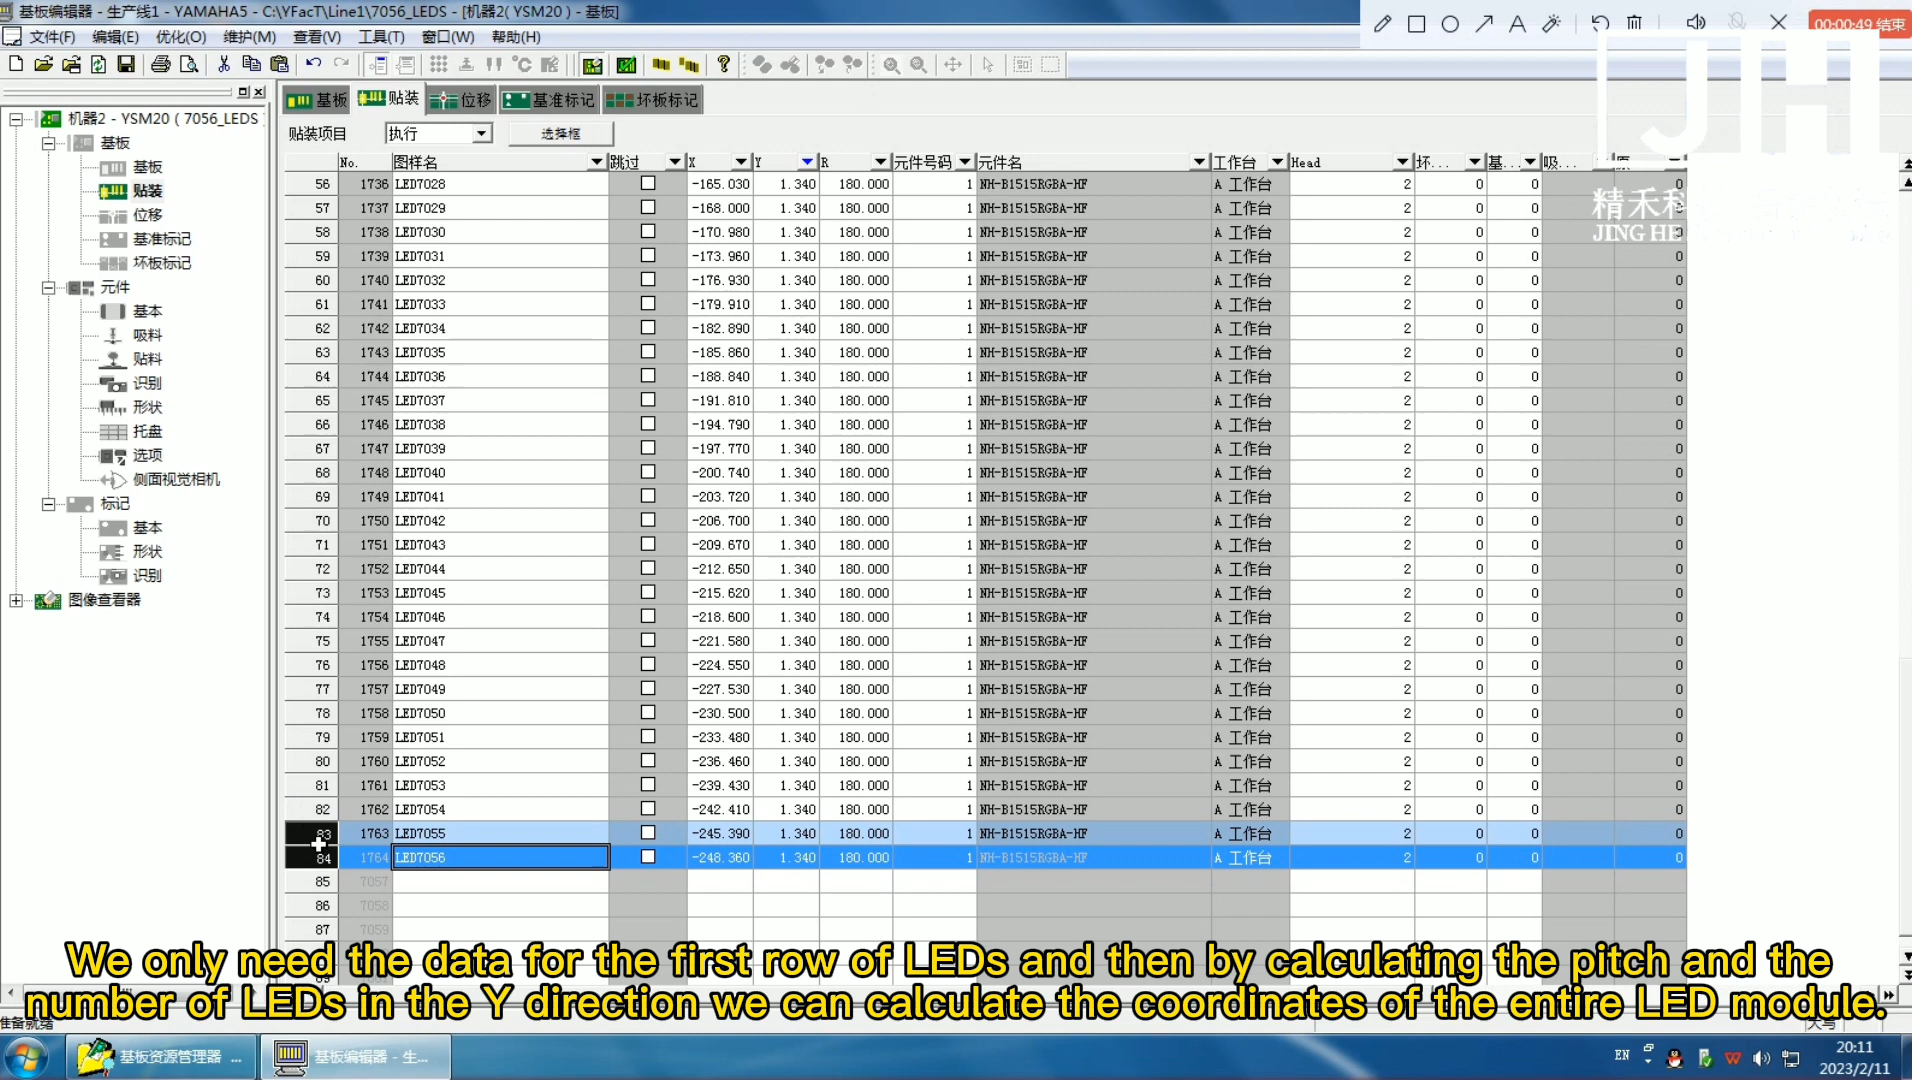 基板编辑器 - 生产线1 - YAMAHA5 - C:\YFacT\Line1\7056_LEDS - [机器2( YSM20 ) - 基板]
00:00:49 结束
文件(F) 编辑(E) 优化(O) 维护(M) 查看(V) 工具(T) 窗口(W) 帮助(H)
JH
精禾科
JING HE
机器2 - YSM20 ( 7056_LEDS )
基板
基板
贴装
位移
基准标记
坏板标记
元件
基本
吸料
贴料
识别
形状
托盘
选项
侧面视觉相机
标记
基本
形状
识别
图像查看器
基板 贴装 位移 基准标记 坏板标记
贴装项目 执行 选择框
No. 图样名 跳过 X Y R 元件号码 元件名 工作台 Head 坏... 基... 吸... 原
56 1736 LED7028 -165.030 1.340 180.000 1 NH-B1515RGBA-HF A 工作台 2 0 0 0
57 1737 LED7029 -168.000 1.340 180.000 1 NH-B1515RGBA-HF A 工作台 2 0 0 0
58 1738 LED7030 -170.980 1.340 180.000 1 NH-B1515RGBA-HF A 工作台 2 0 0 0
59 1739 LED7031 -173.960 1.340 180.000 1 NH-B1515RGBA-HF A 工作台 2 0 0 0
60 1740 LED7032 -176.930 1.340 180.000 1 NH-B1515RGBA-HF A 工作台 2 0 0 0
61 1741 LED7033 -179.910 1.340 180.000 1 NH-B1515RGBA-HF A 工作台 2 0 0 0
62 1742 LED7034 -182.890 1.340 180.000 1 NH-B1515RGBA-HF A 工作台 2 0 0 0
63 1743 LED7035 -185.860 1.340 180.000 1 NH-B1515RGBA-HF A 工作台 2 0 0 0
64 1744 LED7036 -188.840 1.340 180.000 1 NH-B1515RGBA-HF A 工作台 2 0 0 0
65 1745 LED7037 -191.810 1.340 180.000 1 NH-B1515RGBA-HF A 工作台 2 0 0 0
66 1746 LED7038 -194.790 1.340 180.000 1 NH-B1515RGBA-HF A 工作台 2 0 0 0
67 1747 LED7039 -197.770 1.340 180.000 1 NH-B1515RGBA-HF A 工作台 2 0 0 0
68 1748 LED7040 -200.740 1.340 180.000 1 NH-B1515RGBA-HF A 工作台 2 0 0 0
69 1749 LED7041 -203.720 1.340 180.000 1 NH-B1515RGBA-HF A 工作台 2 0 0 0
70 1750 LED7042 -206.700 1.340 180.000 1 NH-B1515RGBA-HF A 工作台 2 0 0 0
71 1751 LED7043 -209.670 1.340 180.000 1 NH-B1515RGBA-HF A 工作台 2 0 0 0
72 1752 LED7044 -212.650 1.340 180.000 1 NH-B1515RGBA-HF A 工作台 2 0 0 0
73 1753 LED7045 -215.620 1.340 180.000 1 NH-B1515RGBA-HF A 工作台 2 0 0 0
74 1754 LED7046 -218.600 1.340 180.000 1 NH-B1515RGBA-HF A 工作台 2 0 0 0
75 1755 LED7047 -221.580 1.340 180.000 1 NH-B1515RGBA-HF A 工作台 2 0 0 0
76 1756 LED7048 -224.550 1.340 180.000 1 NH-B1515RGBA-HF A 工作台 2 0 0 0
77 1757 LED7049 -227.530 1.340 180.000 1 NH-B1515RGBA-HF A 工作台 2 0 0 0
78 1758 LED7050 -230.500 1.340 180.000 1 NH-B1515RGBA-HF A 工作台 2 0 0 0
79 1759 LED7051 -233.480 1.340 180.000 1 NH-B1515RGBA-HF A 工作台 2 0 0 0
80 1760 LED7052 -236.460 1.340 180.000 1 NH-B1515RGBA-HF A 工作台 2 0 0 0
81 1761 LED7053 -239.430 1.340 180.000 1 NH-B1515RGBA-HF A 工作台 2 0 0 0
82 1762 LED7054 -242.410 1.340 180.000 1 NH-B1515RGBA-HF A 工作台 2 0 0 0
83 1763 LED7055 -245.390 1.340 180.000 1 NH-B1515RGBA-HF A 工作台 2 0 0 0
84 1764 LED7056 -248.360 1.340 180.000 1 NH-B1515RGBA-HF A 工作台 2 0 0 0
85 7057
86 7058
87 7059
We only need the data for the first row of LEDs and then by calculating the pitch and the
number of LEDs in the Y direction we can calculate the coordinates of the entire LED module.
准备就绪
大写
基板资源管理器 ... 基板编辑器 - 生...
EN
20:11
2023/2/11